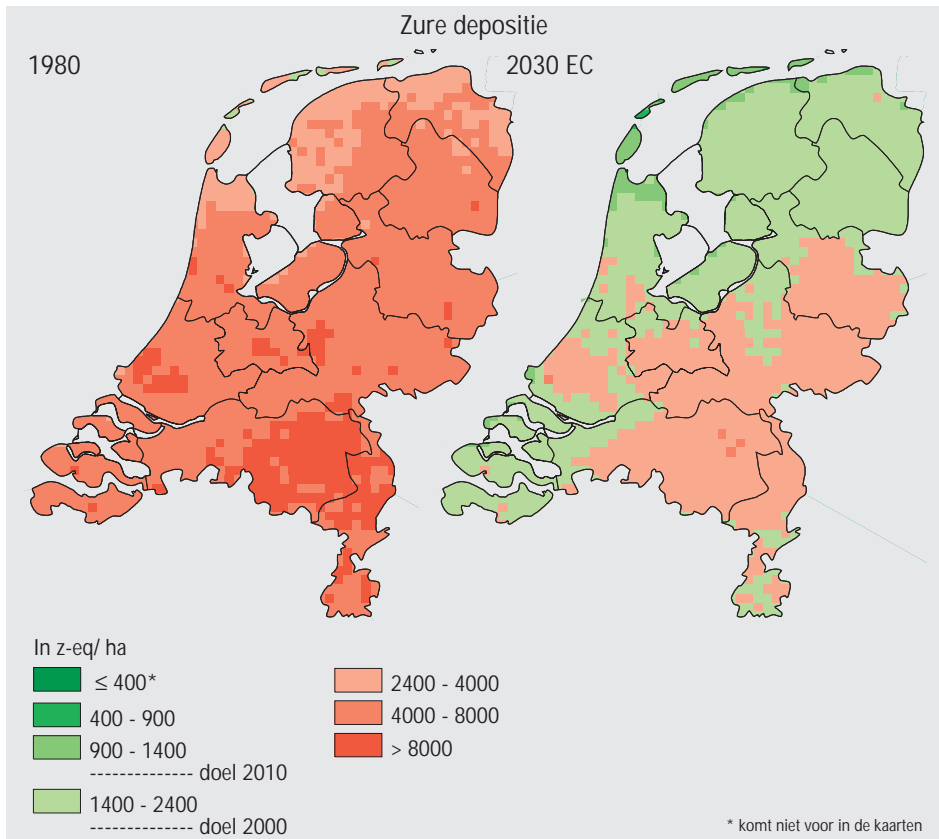 Zure depositie
1980
2030 EC
In z-eq/ ha
≤ 400*
400 - 900
900 - 1400
-------------- doel 2010
1400 - 2400
-------------- doel 2000
2400 - 4000
4000 - 8000
> 8000
* komt niet voor in de kaarten